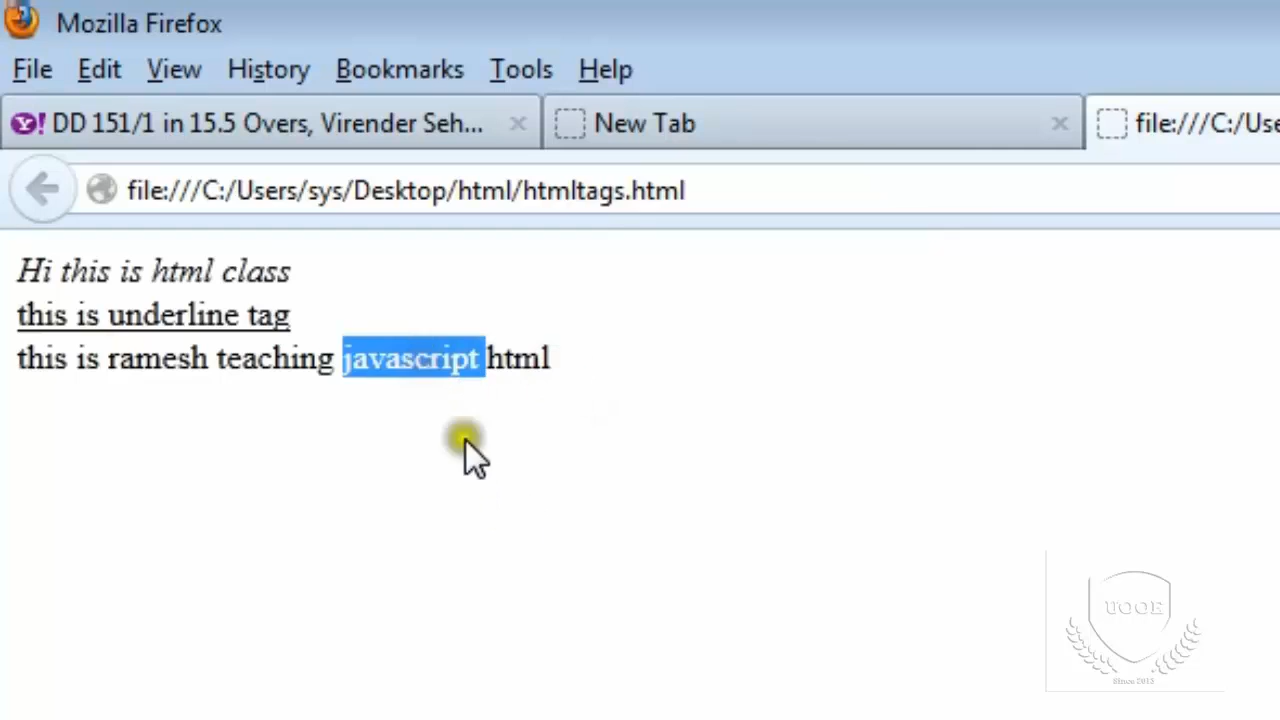 Mozilla Firefox
File Edit View History Bookmarks Tools Help
DD 151/1 in 15.5 Overs, Virender Seh... New Tab file:///C:/Use
file:///C:/Users/sys/Desktop/html/htmltags.html
Hi this is html class
this is underline tag
this is ramesh teaching javascript html
UOOE
Since 2013